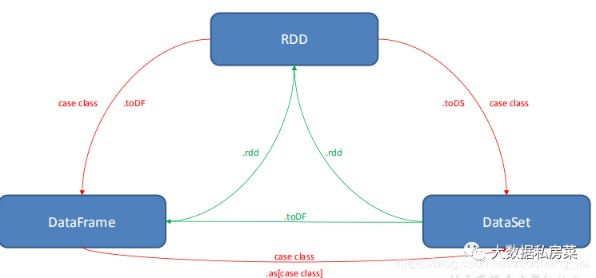 RDD
case class
.toDF
.toDS
case class
.rdd
.rdd
DataFrame
.toDF
DataSet
case class
.as[case class]
大数据私房菜